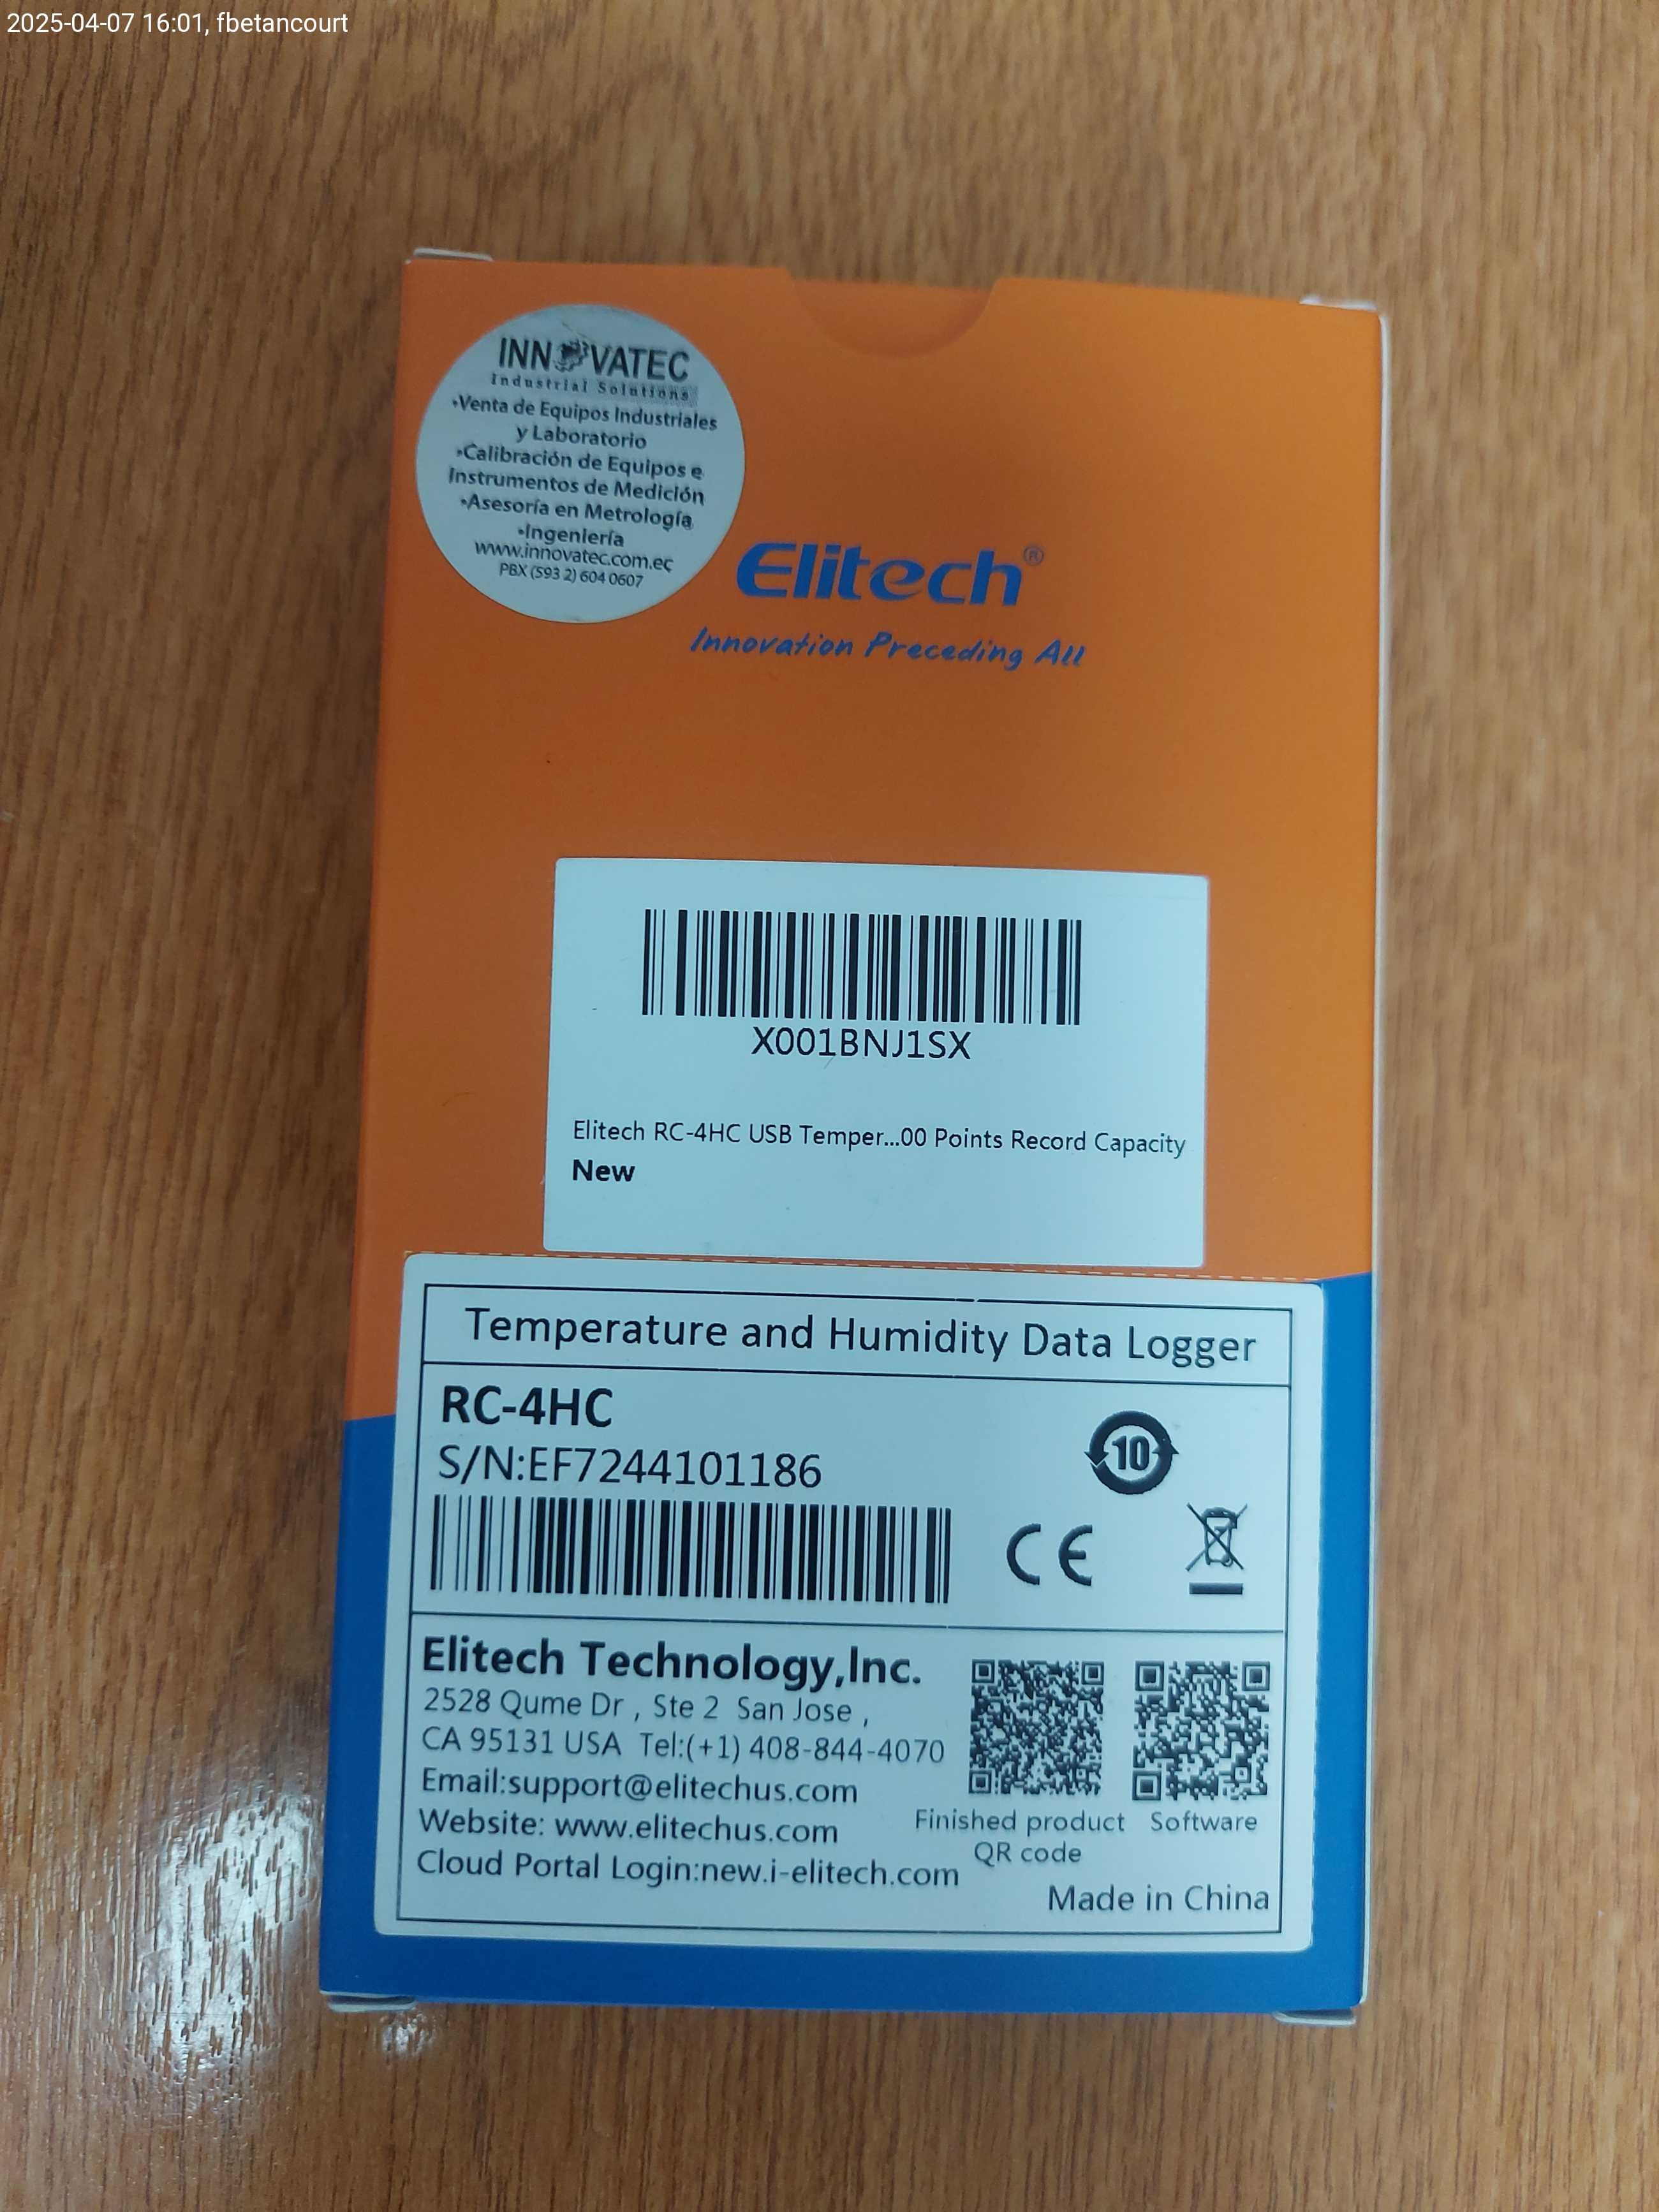 2025-04-07 16:01, fbetancourt
INNOVATEC
Industrial Solutions
•Venta de Equipos Industriales
y Laboratorio
•Calibración de Equipos e
Instrumentos de Medición
•Asesoría en Metrología
•Ingeniería
www.innovatec.com.ec
PBX (593 2) 604 0607
Elitech®
Innovation Preceding All
X001BNJ1SX
Elitech RC-4HC USB Temper...00 Points Record Capacity
New
Temperature and Humidity Data Logger
RC-4HC
S/N:EF7244101186
10
CE
Elitech Technology,Inc.
2528 Qume Dr , Ste 2 San Jose ,
CA 95131 USA Tel:(+1) 408-844-4070
Email:support@elitechus.com
Website: www.elitechus.com
Cloud Portal Login:new.i-elitech.com
Finished product
QR code
Software
Made in China